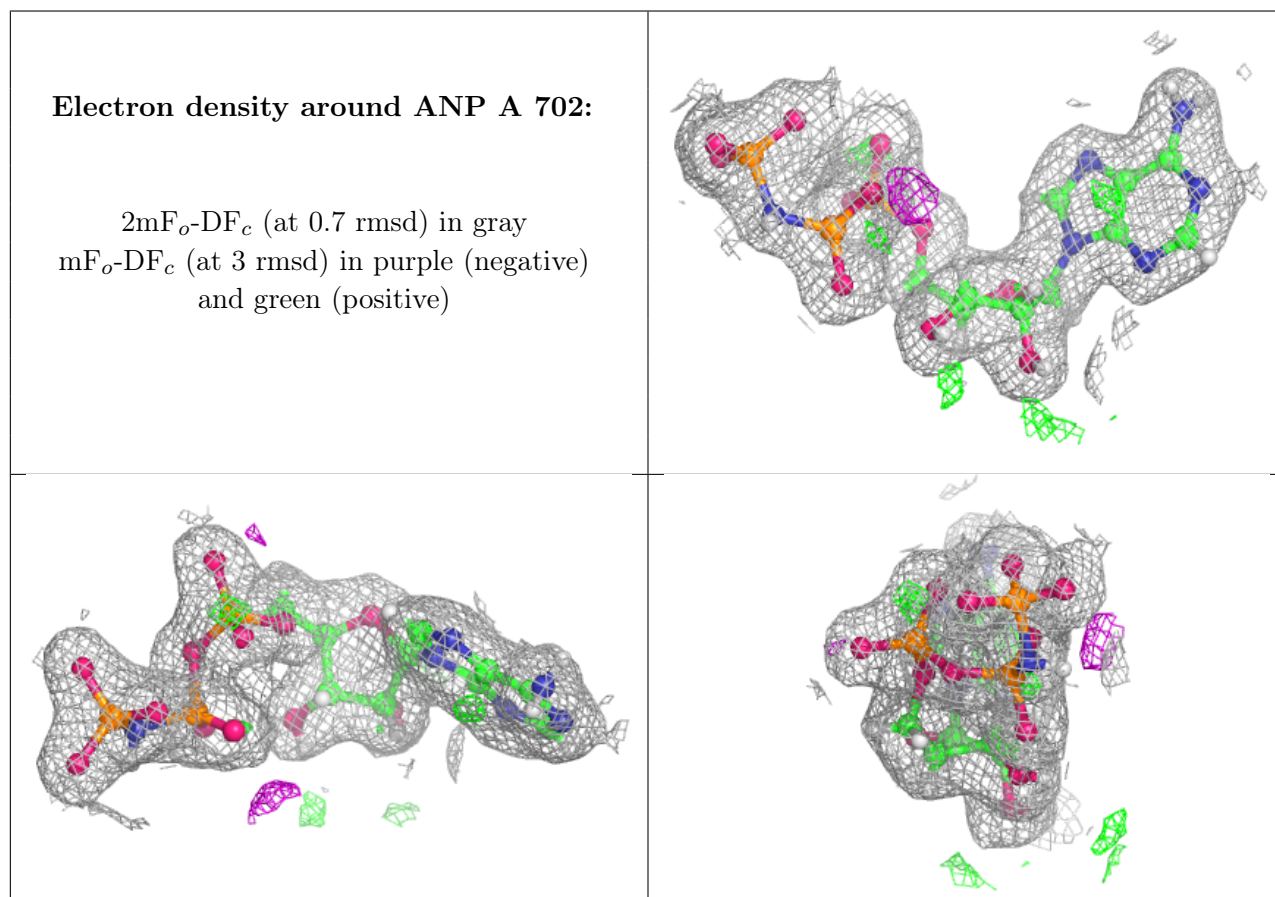 Electron density around ANP A 702:
2mFo-DFc (at 0.7 rmsd) in gray
mFo-DFc (at 3 rmsd) in purple (negative)
and green (positive)